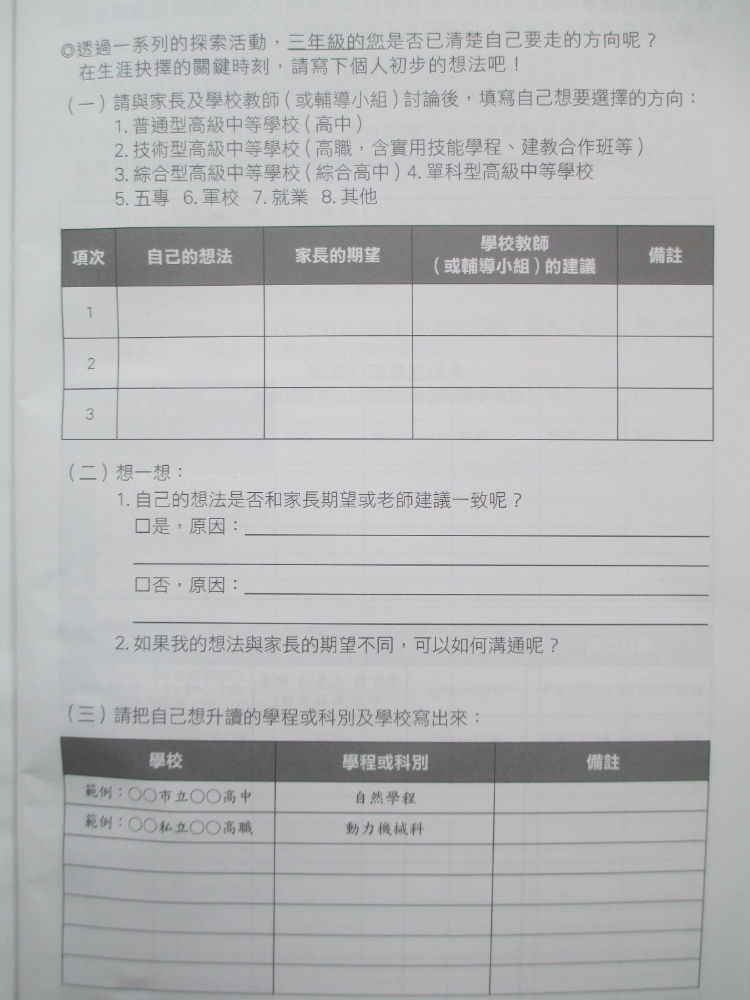 ◎透過一系列的探索活動，三年級的您是否已清楚自己要走的方向呢？
在生涯抉擇的關鍵時刻，請寫下個人初步的想法吧！
（一）請與家長及學校教師（或輔導小組）討論後，填寫自己想要選擇的方向：
1. 普通型高級中等學校（高中）
2. 技術型高級中等學校（高職，含實用技能學程、建教合作班等）
3. 綜合型高級中等學校（綜合高中）4. 單科型高級中等學校
5. 五專 6. 軍校 7. 就業 8. 其他
項次 自己的想法 家長的期望 學校教師（或輔導小組）的建議 備註
1
2
3
（二）想一想：
1. 自己的想法是否和家長期望或老師建議一致呢？
□是，原因：
□否，原因：
2. 如果我的想法與家長的期望不同，可以如何溝通呢？
（三）請把自己想升讀的學程或科別及學校寫出來：
學校 學程或科別 備註
範例：○○市立○○高中 自然學程
範例：○○私立○○高職 動力機械科